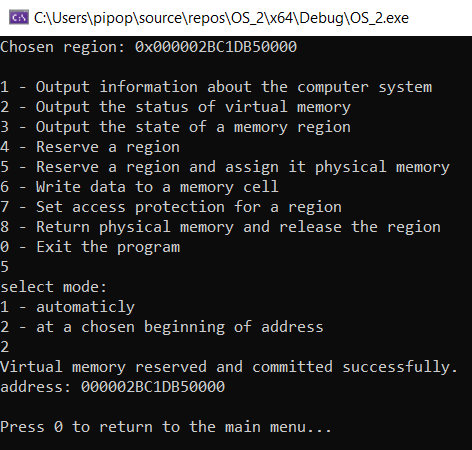 C:\Users\pipop\source\repos\OS_2\x64\Debug\OS_2.exe
Chosen region: 0x000002BC1DB50000
1 - Output information about the computer system
2 - Output the status of virtual memory
3 - Output the state of a memory region
4 - Reserve a region
5 - Reserve a region and assign it physical memory
6 - Write data to a memory cell
7 - Set access protection for a region
8 - Return physical memory and release the region
0 - Exit the program
5
select mode:
1 - automaticly
2 - at a chosen beginning of address
2
Virtual memory reserved and committed successfully.
address: 000002BC1DB50000
Press 0 to return to the main menu...